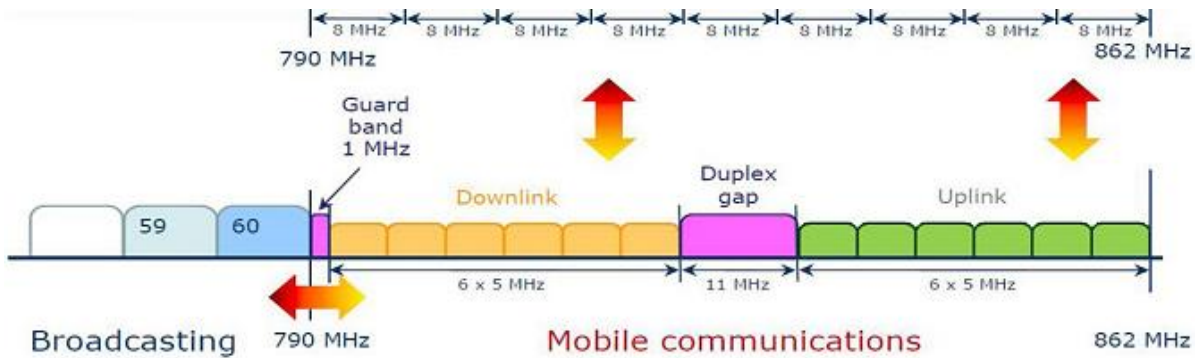 8 MHz 8 MHz 8 MHz 8 MHz 8 MHz 8 MHz 8 MHz 8 MHz 8 MHz
790 MHz 862 MHz
Guard
band
1 MHz
Downlink
Duplex
gap
Uplink
59 60
6 x 5 MHz 11 MHz 6 x 5 MHz
Broadcasting 790 MHz Mobile communications 862 MHz